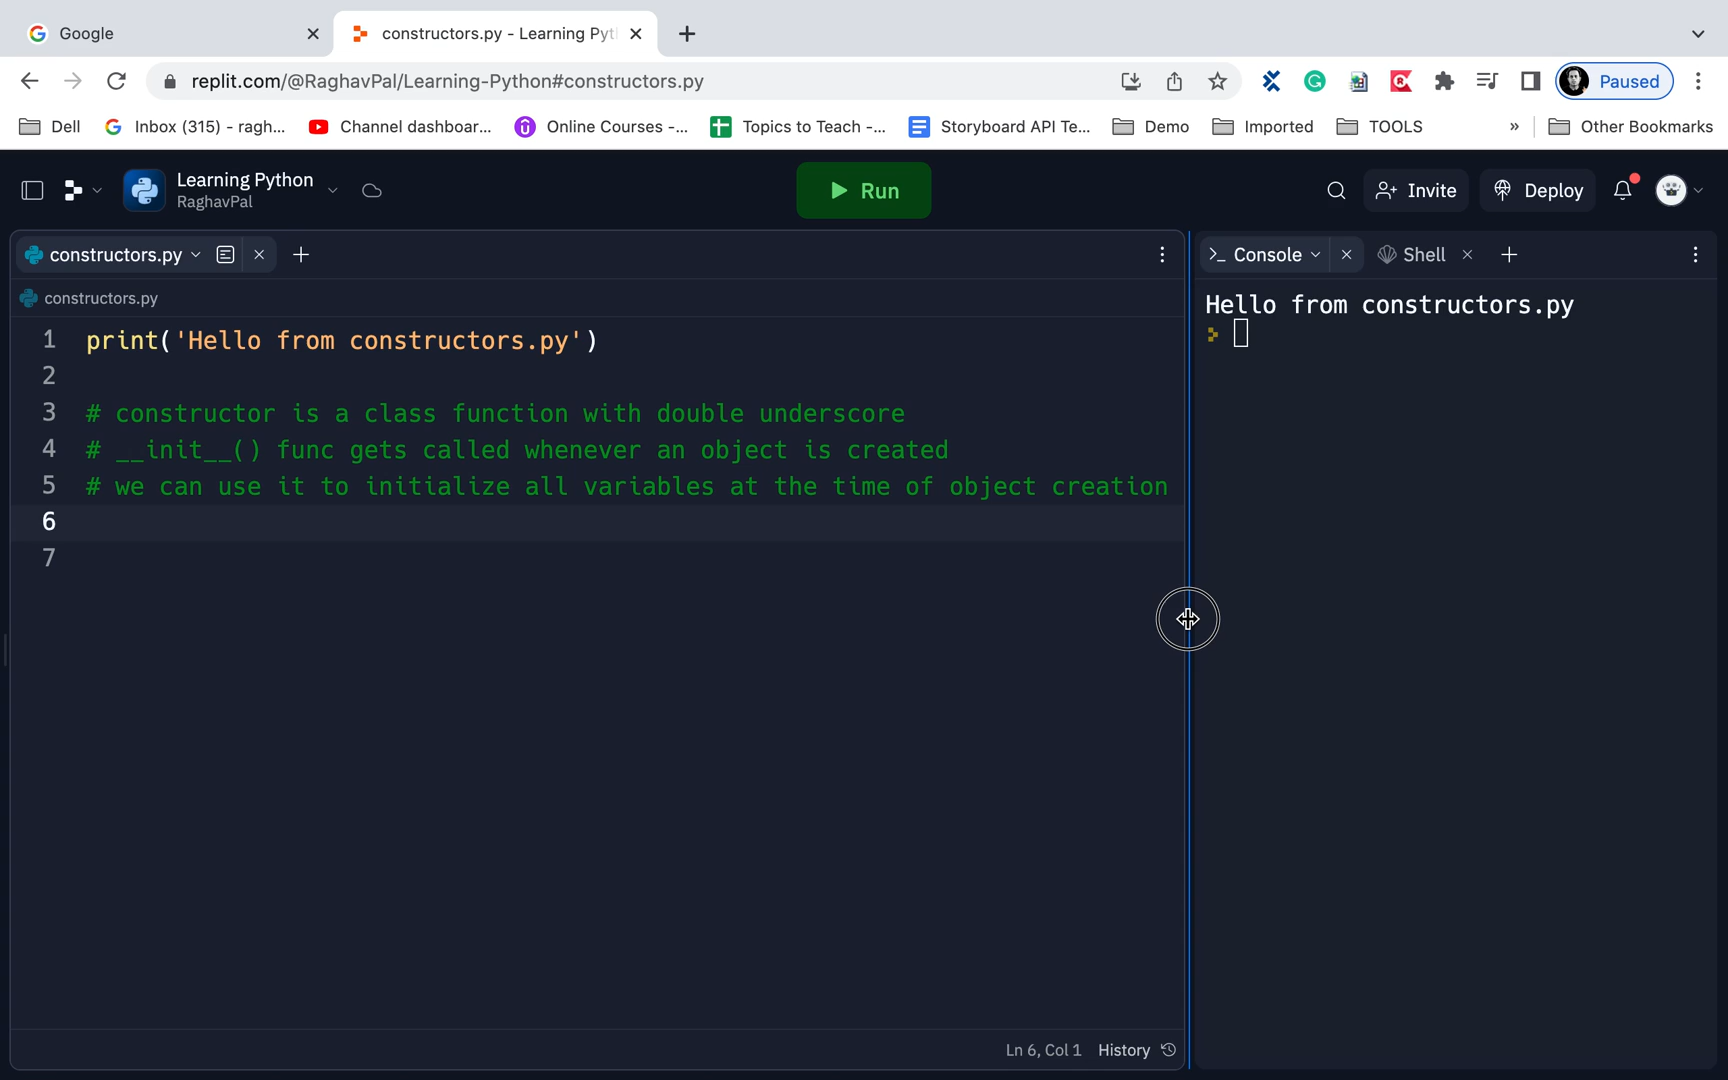 Google
constructors.py - Learning Pyt
replit.com/@RaghavPal/Learning-Python#constructors.py
Paused
Dell
Inbox (315) - ragh...
Channel dashboar...
Online Courses -...
Topics to Teach -...
Storyboard API Te...
Demo
Imported
TOOLS
»
Other Bookmarks
Learning Python
RaghavPal
Run
Invite
Deploy
constructors.py
Console
Shell
constructors.py
1 print('Hello from constructors.py')
2
3 # constructor is a class function with double underscore
4 # __init__() func gets called whenever an object is created
5 # we can use it to initialize all variables at the time of object creation
6
7
Hello from constructors.py
Ln 6, Col 1 History